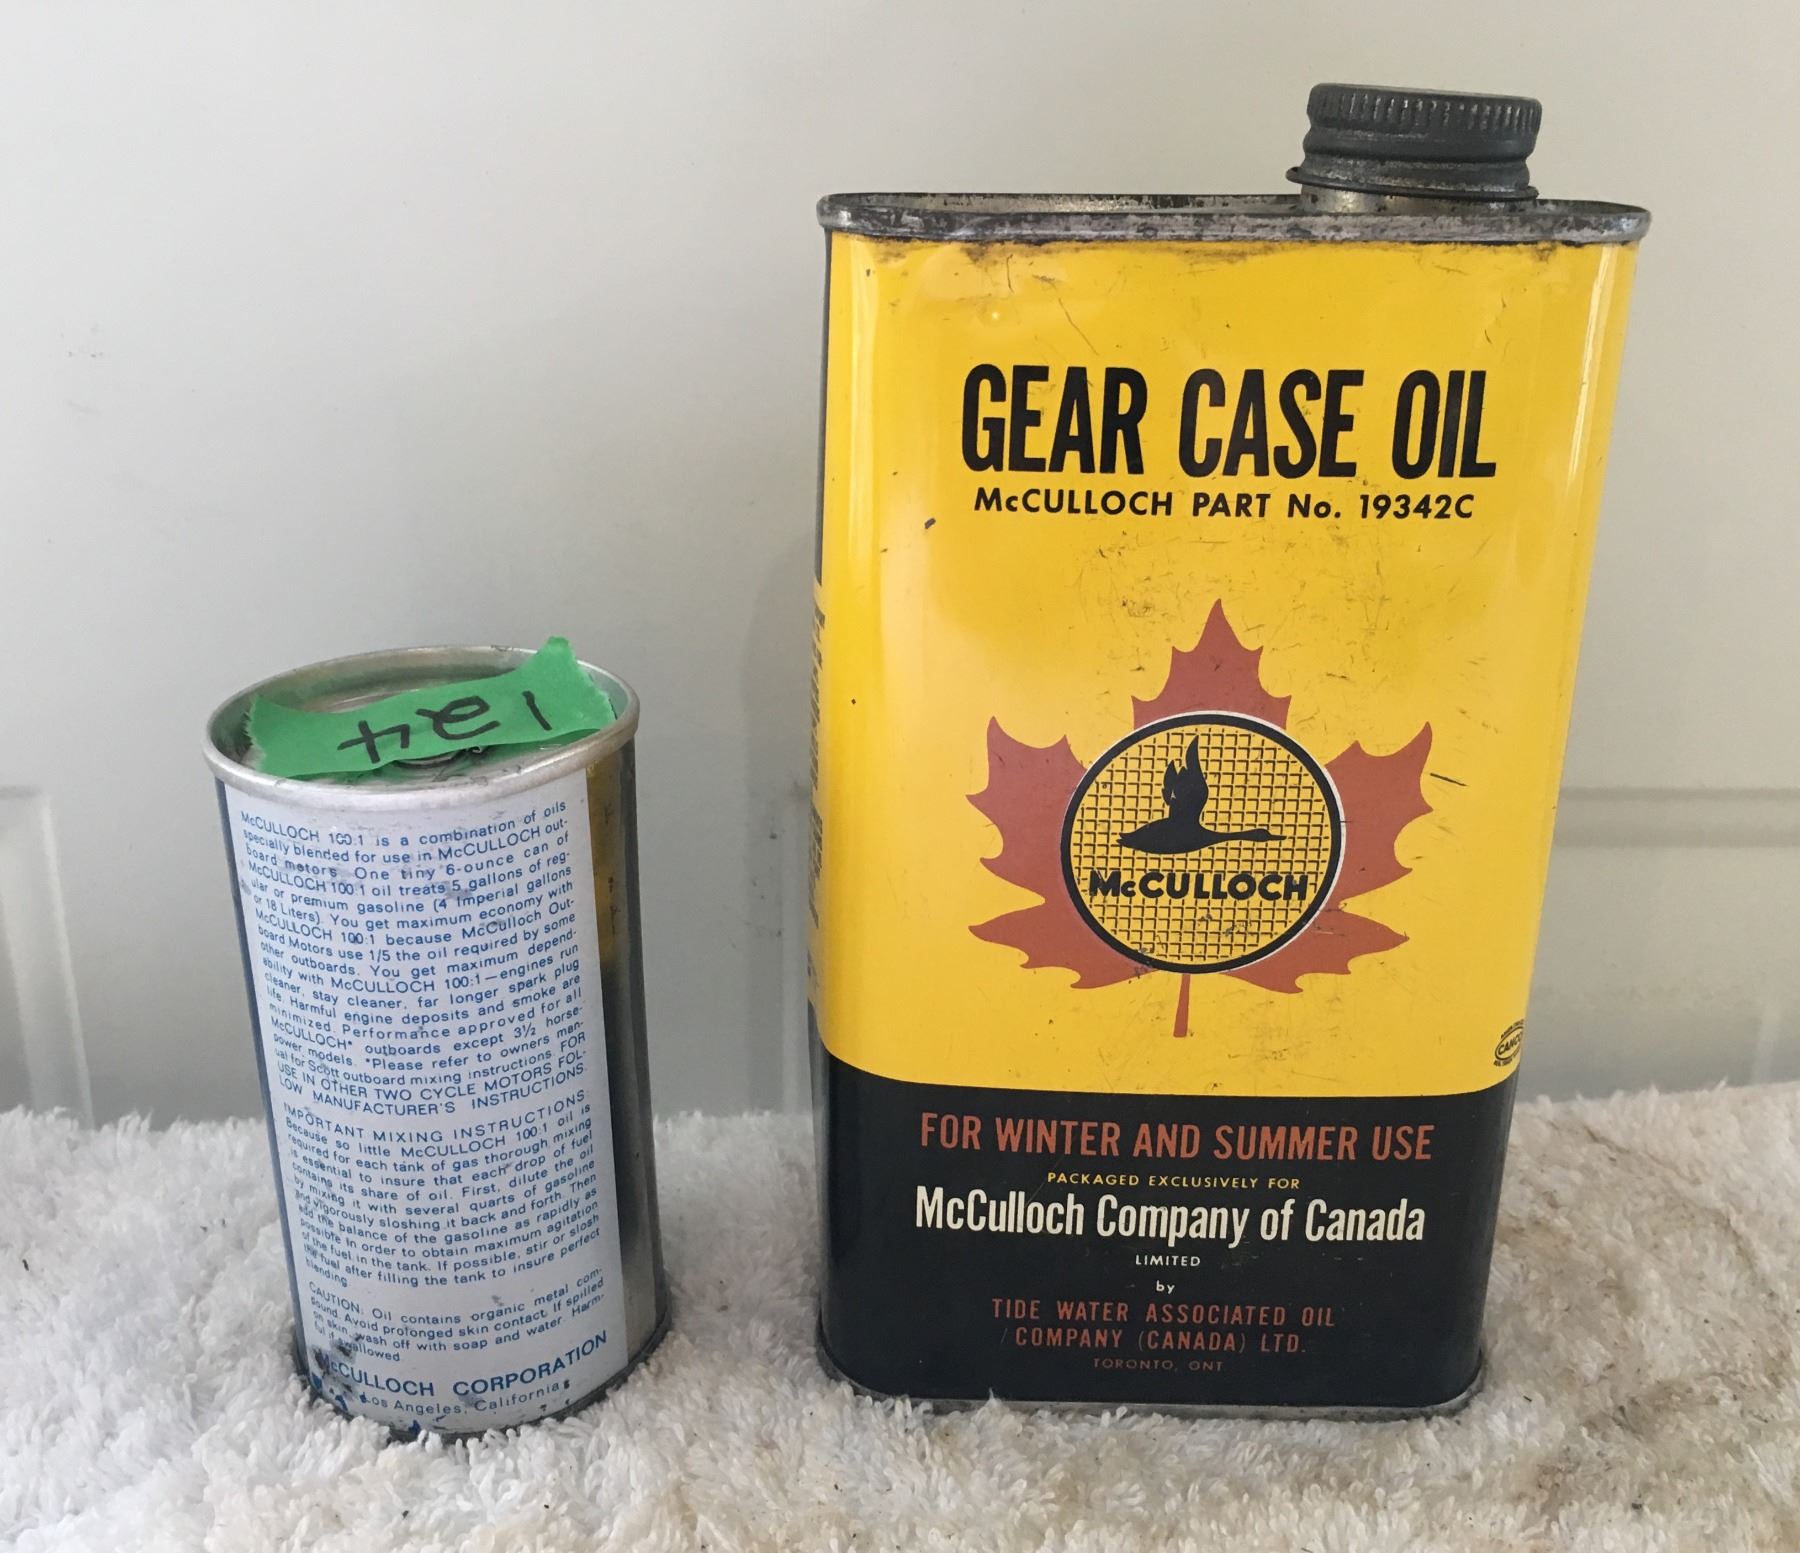 124
McCULLOCH 100:1 is a combination of oils
specially blended for use in McCULLOCH out-
board motors. One tiny 6-ounce can of
McCULLOCH 100:1 oil treats 5 gallons of reg-
ular or premium gasoline (4 Imperial gallons
or 18 Liters). You get maximum economy with
McCULLOCH 100:1 because McCulloch Out-
board Motors use 1/5 the oil required by some
other outboards. You get maximum depend-
ability with McCULLOCH 100:1—engines run
cleaner, stay cleaner, far longer spark plug
life. Harmful engine deposits and smoke are
minimized. Performance approved for all
McCULLOCH* outboards except 3½ horse-
power models. *Please refer to owners man-
ual for Scott outboard mixing instructions. FOR
USE IN OTHER TWO CYCLE MOTORS FOL-
LOW MANUFACTURER'S INSTRUCTIONS.
IMPORTANT MIXING INSTRUCTIONS:
Because so little McCULLOCH 100:1 oil is
required for each tank of gas thorough mixing
is essential to insure that each drop of fuel
contains its share of oil. First, dilute the oil
by mixing it with several quarts of gasoline
and vigorously sloshing it back and forth. Then
add the balance of the gasoline as rapidly as
possible in order to obtain maximum agitation
of the fuel in the tank. If possible, stir or slosh
the fuel after filling the tank to insure perfect
blending.
CAUTION: Oil contains organic metal com-
pound. Avoid prolonged skin contact. If spilled
on skin, wash off with soap and water. Harm-
ful if swallowed.
McCULLOCH CORPORATION
Los Angeles, California
GEAR CASE OIL
McCULLOCH PART No. 19342C
McCULLOCH
CANCO
FOR WINTER AND SUMMER USE
PACKAGED EXCLUSIVELY FOR
McCulloch Company of Canada
LIMITED
by
TIDE WATER ASSOCIATED OIL
COMPANY (CANADA) LTD.
TORONTO, ONT